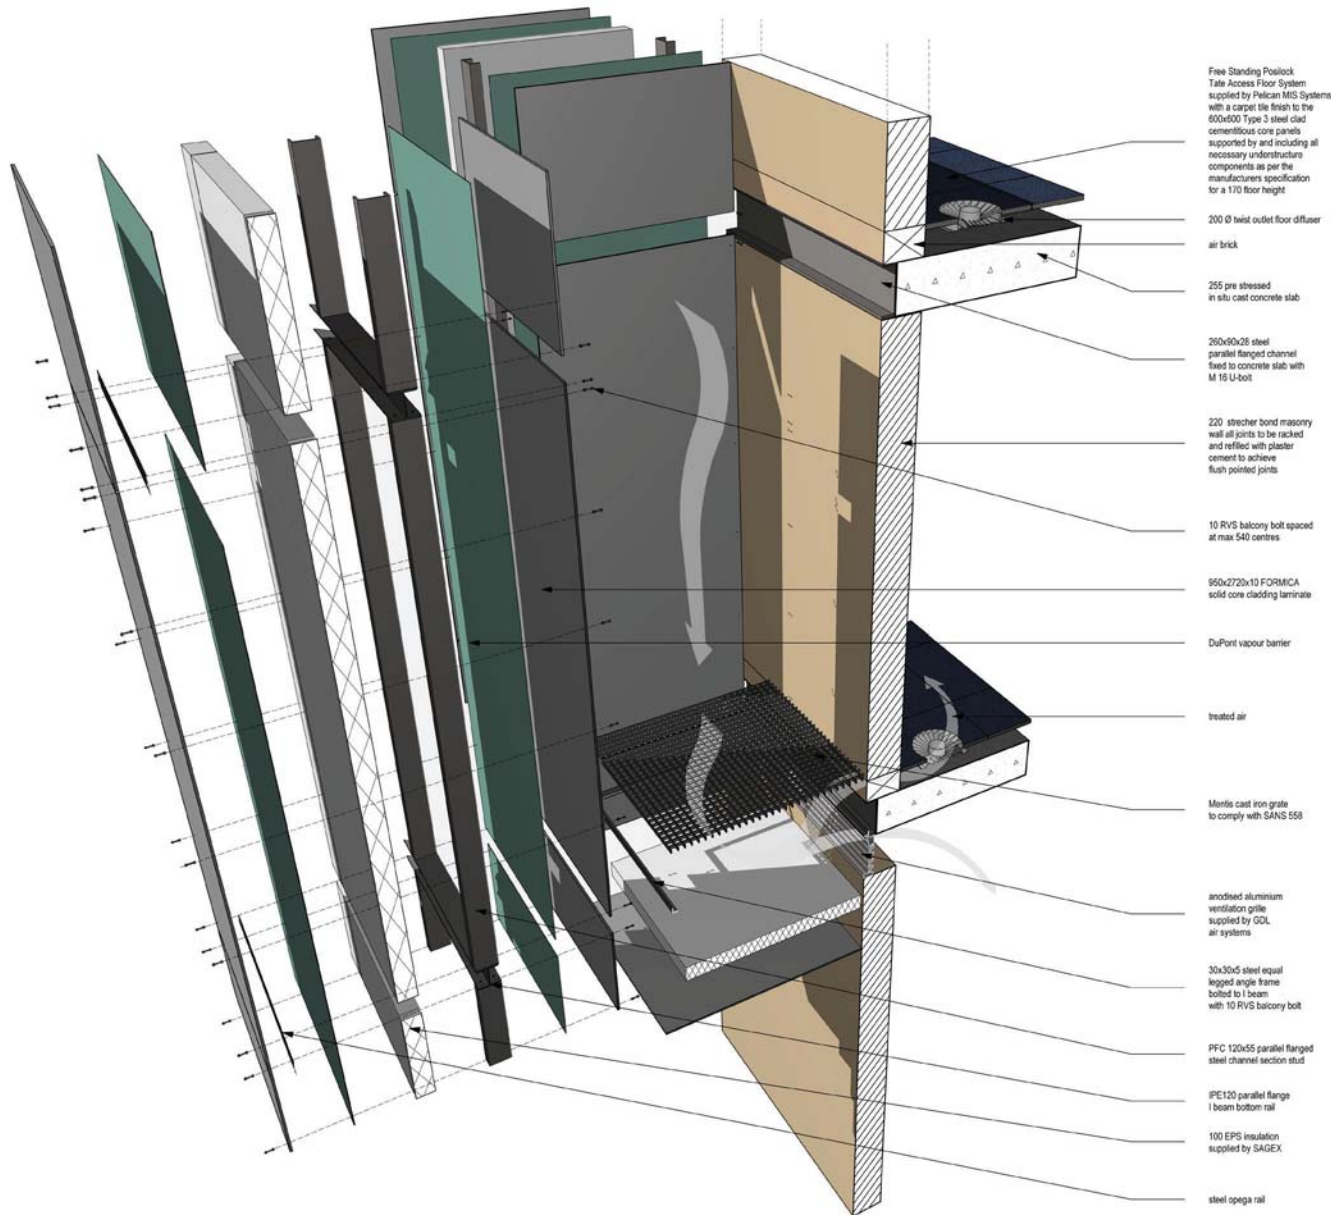 Free Standing Posilock
Tate Access Floor System
supplied by Pelican MIS Systems
with a carpet tile finish to the
600x600 Type 3 steel clad
cementitious core panels
supported by and including all
necessary understructure
components as per the
manufacturers specification
for a 170 floor height
200 Ø twist outlet floor diffuser
air brick
255 pre stressed
in situ cast concrete slab
260x90x28 steel
parallel flanged channel
fixed to concrete slab with
M 16 U-bolt
220 strecher bond masonry
wall all joints to be racked
and refilled with plaster
cement to achieve
flush pointed joints
10 RVS balcony bolt spaced
at max 540 centres
950x2720x10 FORMICA
solid core cladding laminate
DuPont vapour barrier
treated air
Mentis cast iron grate
to comply with SANS 558
anodised aluminium
ventilation grille
supplied by GDL
air systems
30x30x5 steel equal
legged angle frame
bolted to I beam
with 10 RVS balcony bolt
PFC 120x55 parallel flanged
steel channel section stud
IPE120 parallel flange
I beam bottom rail
100 EPS insulation
supplied by SAGEX
steel opega rail